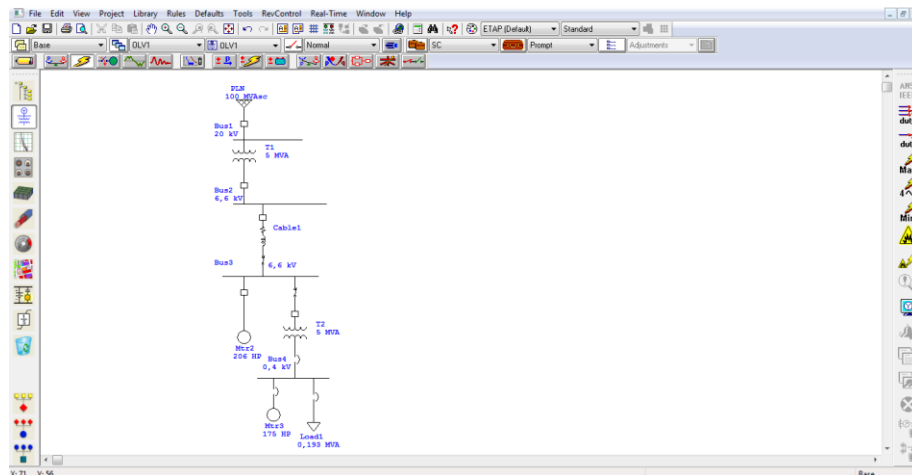 File Edit View Project Library Rules Defaults Tools RevControl Real-Time Window Help
ETAP (Default) Standard
Base OLV1 OLV1 Normal SC Prompt Adjustments
PLN
100 MVAsc
Bus1
20 kV
T1
5 MVA
Bus2
6,6 kV
Cable1
Bus3
6,6 kV
T2
5 MVA
Mtr2
206 HP
Bus4
0,4 kV
Mtr3
175 HP
Load1
0,193 MVA
X: 71 Y: 56 Base